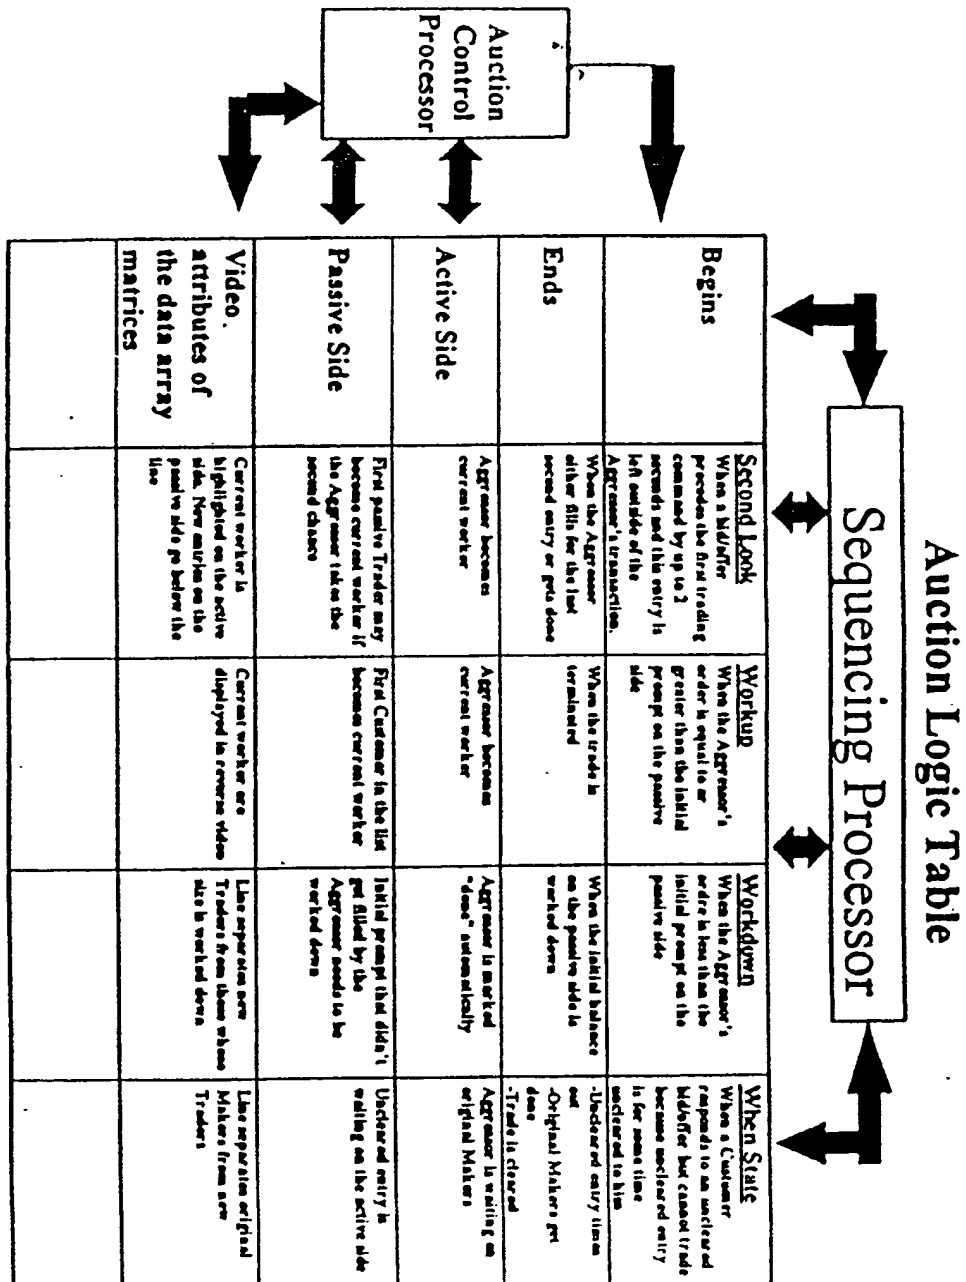 Auction Logic Table
Sequencing Processor
Auction
Control
Processor
Begins
Second Look
When a bid/offer
precedes the first trading
command by up to 2
seconds and this entry is
left outside of the
Aggressor's transaction.
Workup
When the Aggressor's
order is equal to or
greater than the initial
prompt on the passive
side
Workdown
When the Aggressor's
ordre is less than the
initial prompt on the
passive side
When State
When a Customer
responds to an uncleared
bid/offer but cannot trade
because uncleared entry
is for some time
uncleared to him
Ends
When the Aggressor
either fills for the last
second entry or gets done
When the trade is
terminated
When the initial balance
on the passive side is
worked down
-Uncleared entry times
out
-Original Makers get
done
-Trade is cleared
Active Side
Aggressor becomes
current worker
Aggressor becomes
current worker
Aggressor is marked
"done" automatically
Aggressor is waiting on
original Makers
Passive Side
First passive Trader may
become current worker if
the Aggressor takes the
second chance
First Customer in the list
becomes current worker
Initial prompt that didn't
get filled by the
Aggressor needs to be
worked down
Uncleared entry is
waiting on the active side
Video.
attributes of
the data array
matrices
Current worker is
highlighted on the active
side. New entries on the
passive side go below the
line
Current worker are
displayed in reverse video
Line separates new
Traders from those whose
size is worked down
Line separates original
Makers from new
Traders